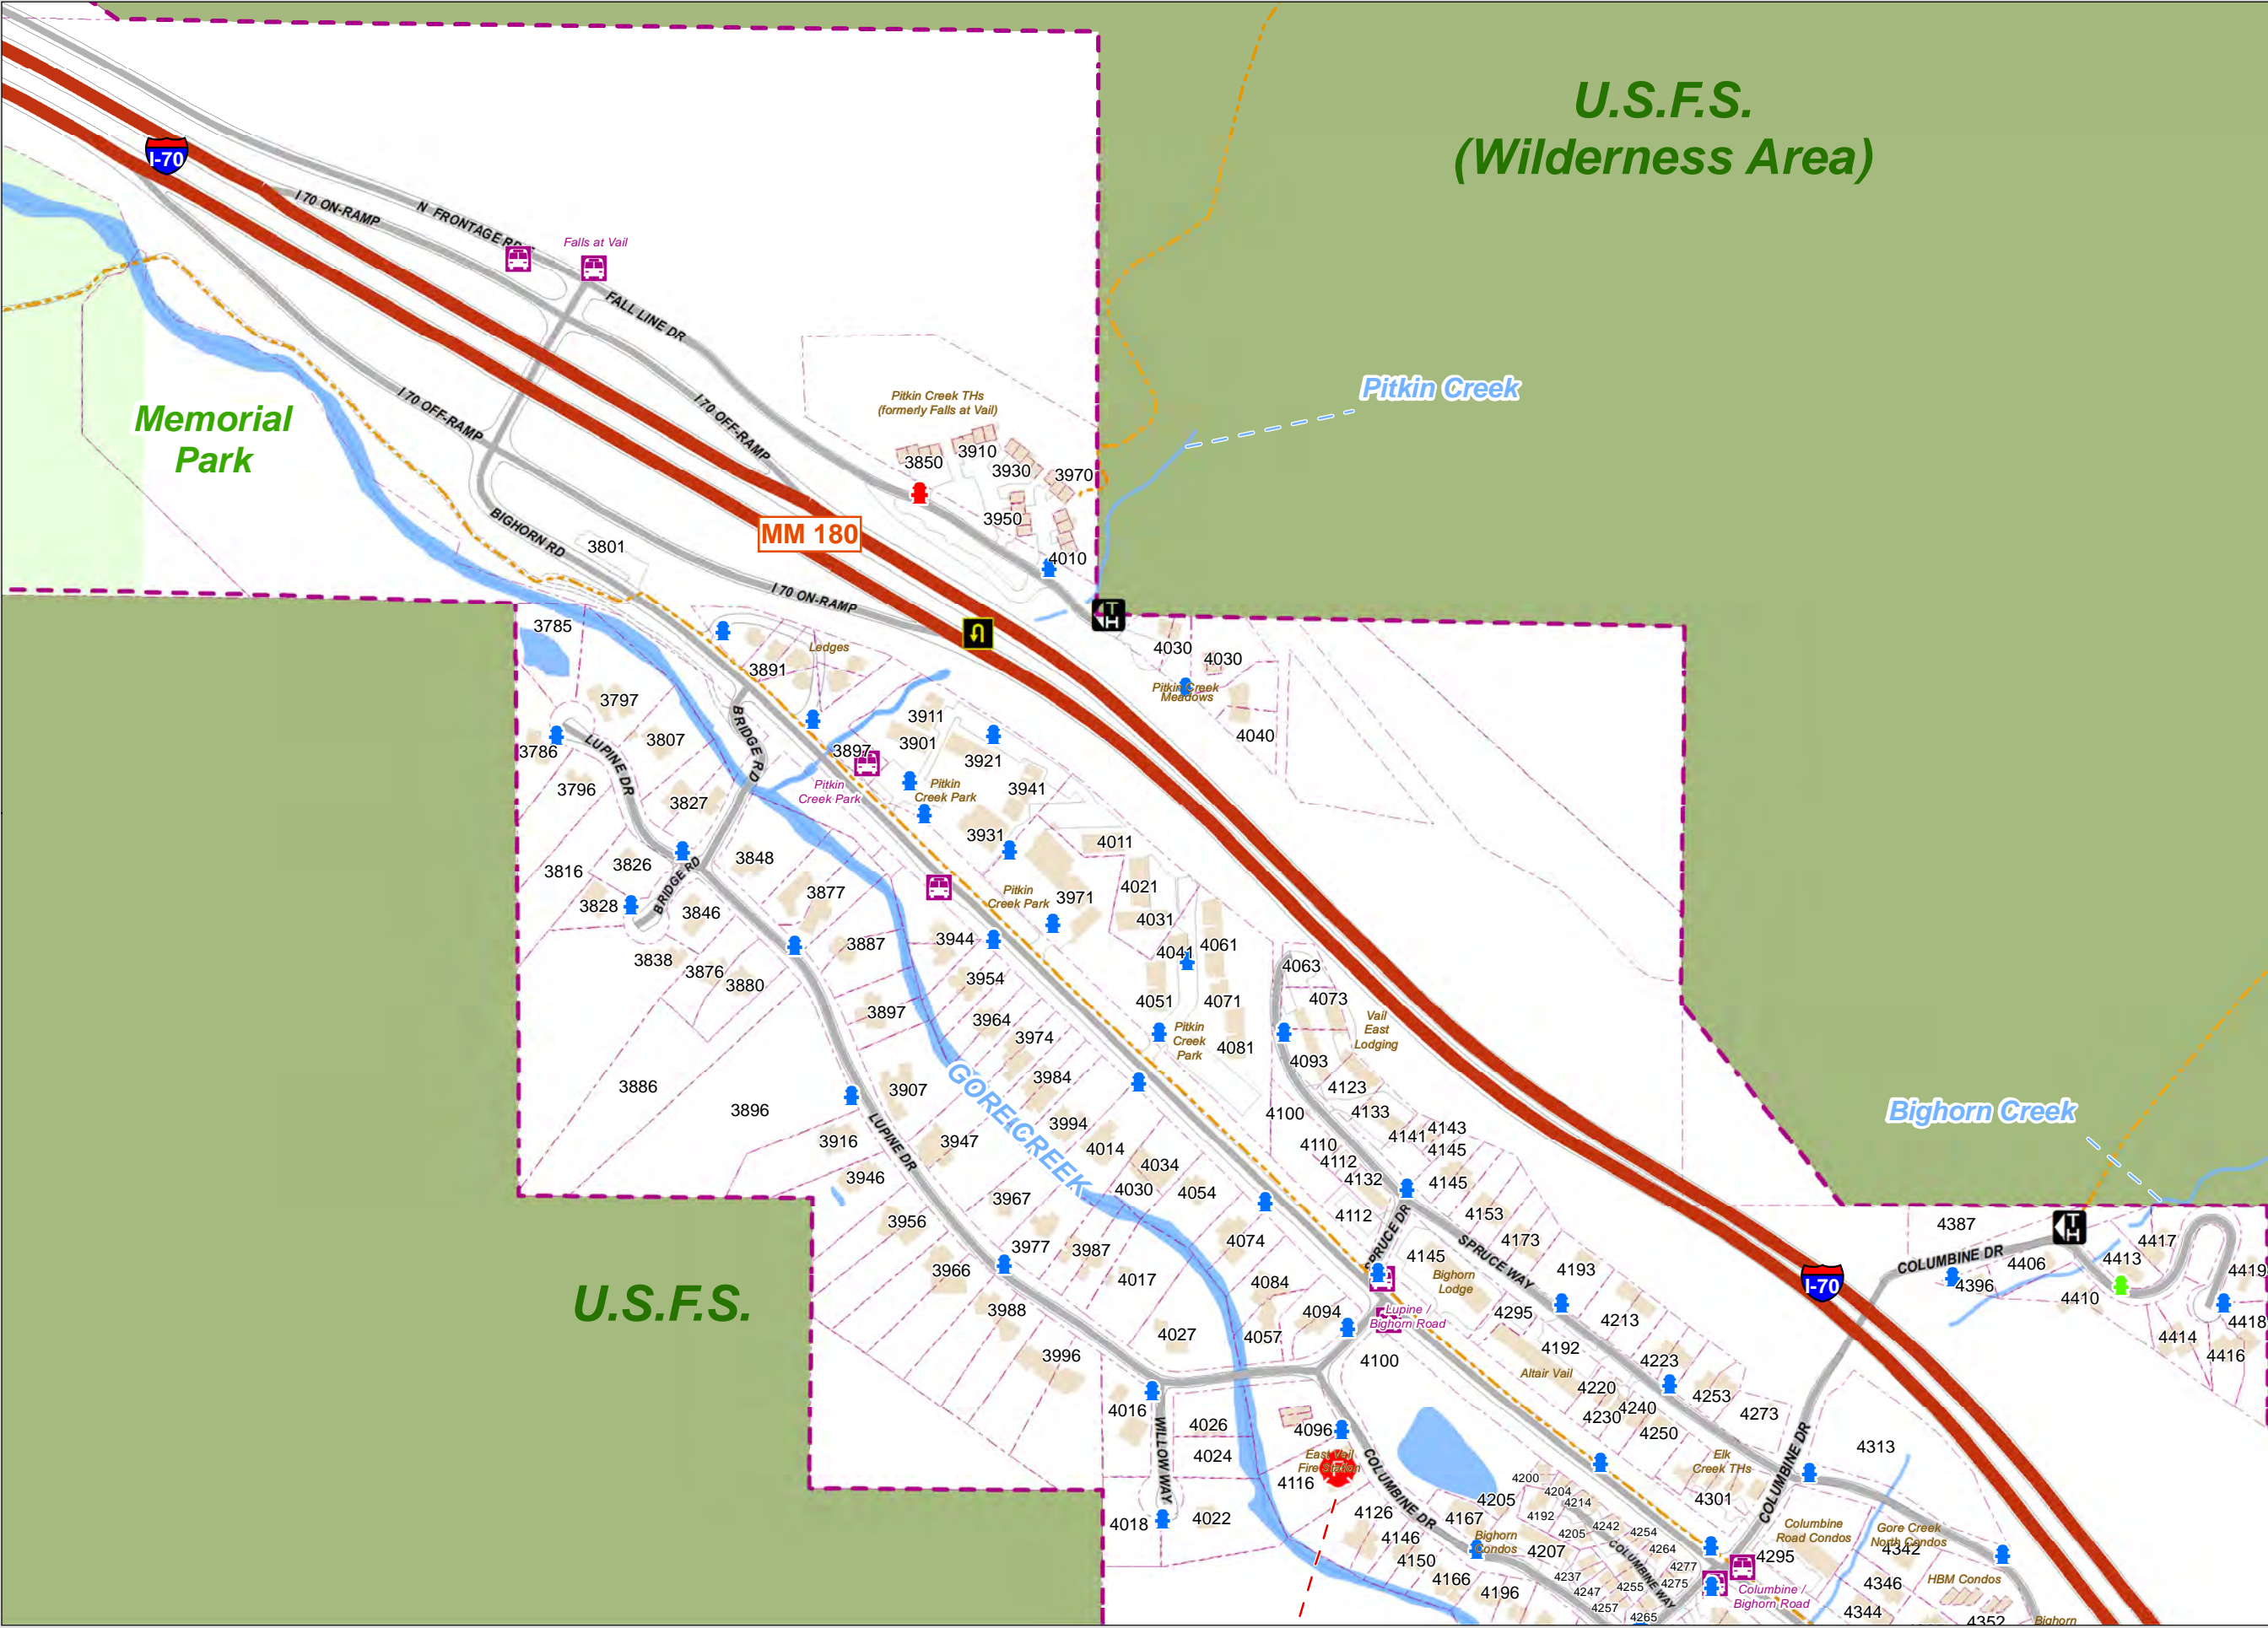 U.S.F.S.
(Wilderness Area)
I-70
I 70 ON-RAMP
N FRONTAGE RD
Falls at Vail
FALL LINE DR
Pitkin Creek
Memorial
Park
I 70 OFF-RAMP
I 70 OFF-RAMP
Pitkin Creek THs
(formerly Falls at Vail)
3850
3910
3930
3970
3950
4010
MM 180
BIGHORN RD
3801
I 70 ON-RAMP
T
H
3785
3891
Ledges
4030
4030
Pitkin Creek
Meadows
4040
3797
3807
3786
LUPINE DR
BRIDGE RD
3911
3901
3897
3921
3796
3827
Pitkin
Creek Park
Pitkin
Creek Park
3941
3931
4011
3816
3826
3848
BRIDGE RD
3828
3846
3877
Pitkin
Creek Park
3971
4021
4031
3887
3944
4041
4061
3838
3876
3880
3954
4063
4073
3897
3964
3974
4051
4071
Pitkin
Creek
Park
4081
Vail
East
Lodging
4093
3886
3896
3907
GORE CREEK
3984
4123
4100
4133
Bighorn Creek
3916
LUPINE DR
3947
3994
4014
4110
4141
4143
4145
4112
3946
4034
4030
4054
4132
4145
3967
3956
4112
SPRUCE DR
4153
4173
3977
3987
4074
4145
SPRUCE WAY
4193
3966
4017
4084
Bighorn
Lodge
U.S.F.S.
3988
4094
Lupine /
Bighorn Road
4295
4213
4027
4057
4192
3996
4100
Altair Vail
4223
I-70
COLUMBINE DR
4387
T
H
4406
4396
4413
4417
4410
4419
4418
4414
4416
4016
WILLOW WAY
4026
4024
4096
East Vail
Fire Station
4116
4220
4240
4230
4250
4253
4273
COLUMBINE DR
4313
Elk
Creek THs
4301
COLUMBINE DR
4018
4022
4126
4146
4150
4166
4196
4167
4205
Bighorn
Condos
4207
4200
4204
4214
4192
4205
4242
4254
4264
4277
4275
4237
4247
4255
4257
4265
COLUMBINE WAY
4295
Columbine /
Bighorn Road
Columbine
Road Condos
Gore Creek
North Condos
4342
HBM Condos
4346
4344
4352
Bighorn